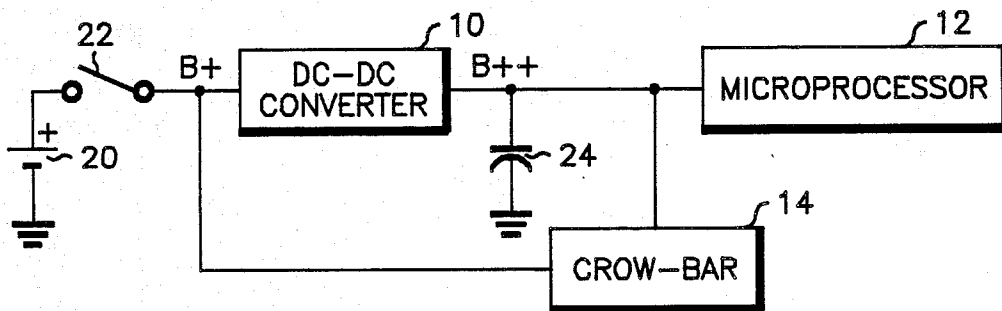 22
B+
10
DC-DC
CONVERTER
B++
12
MICROPROCESSOR
+
20
24
14
CROW-BAR